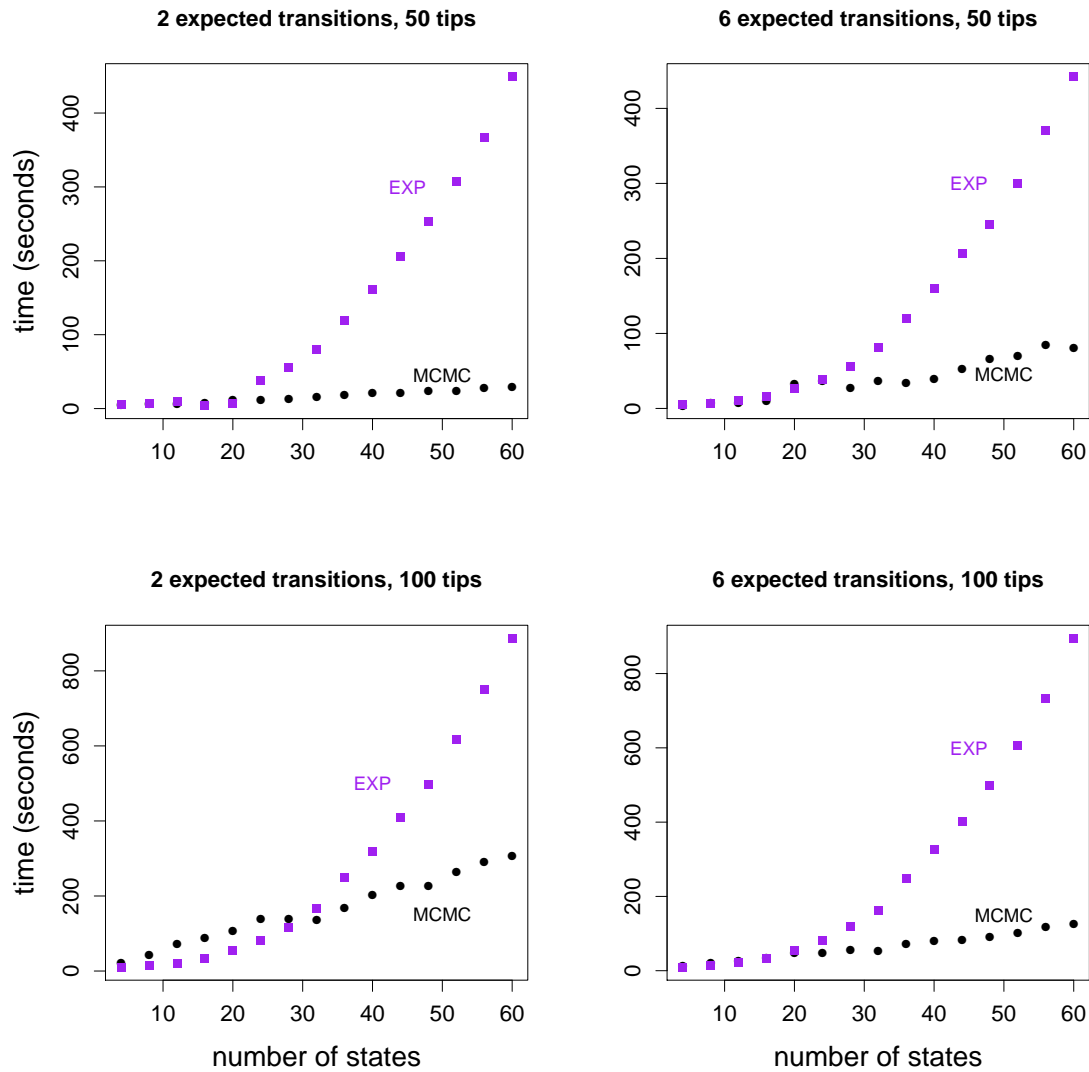 2 expected transitions, 50 tips
6 expected transitions, 50 tips
time (seconds)
0
100
200
300
400
EXP
MCMC
10
20
30
40
50
60
0
100
200
300
400
EXP
MCMC
10
20
30
40
50
60
2 expected transitions, 100 tips
6 expected transitions, 100 tips
time (seconds)
0
200
400
600
800
EXP
MCMC
10
20
30
40
50
60
number of states
0
200
400
600
800
EXP
MCMC
10
20
30
40
50
60
number of states